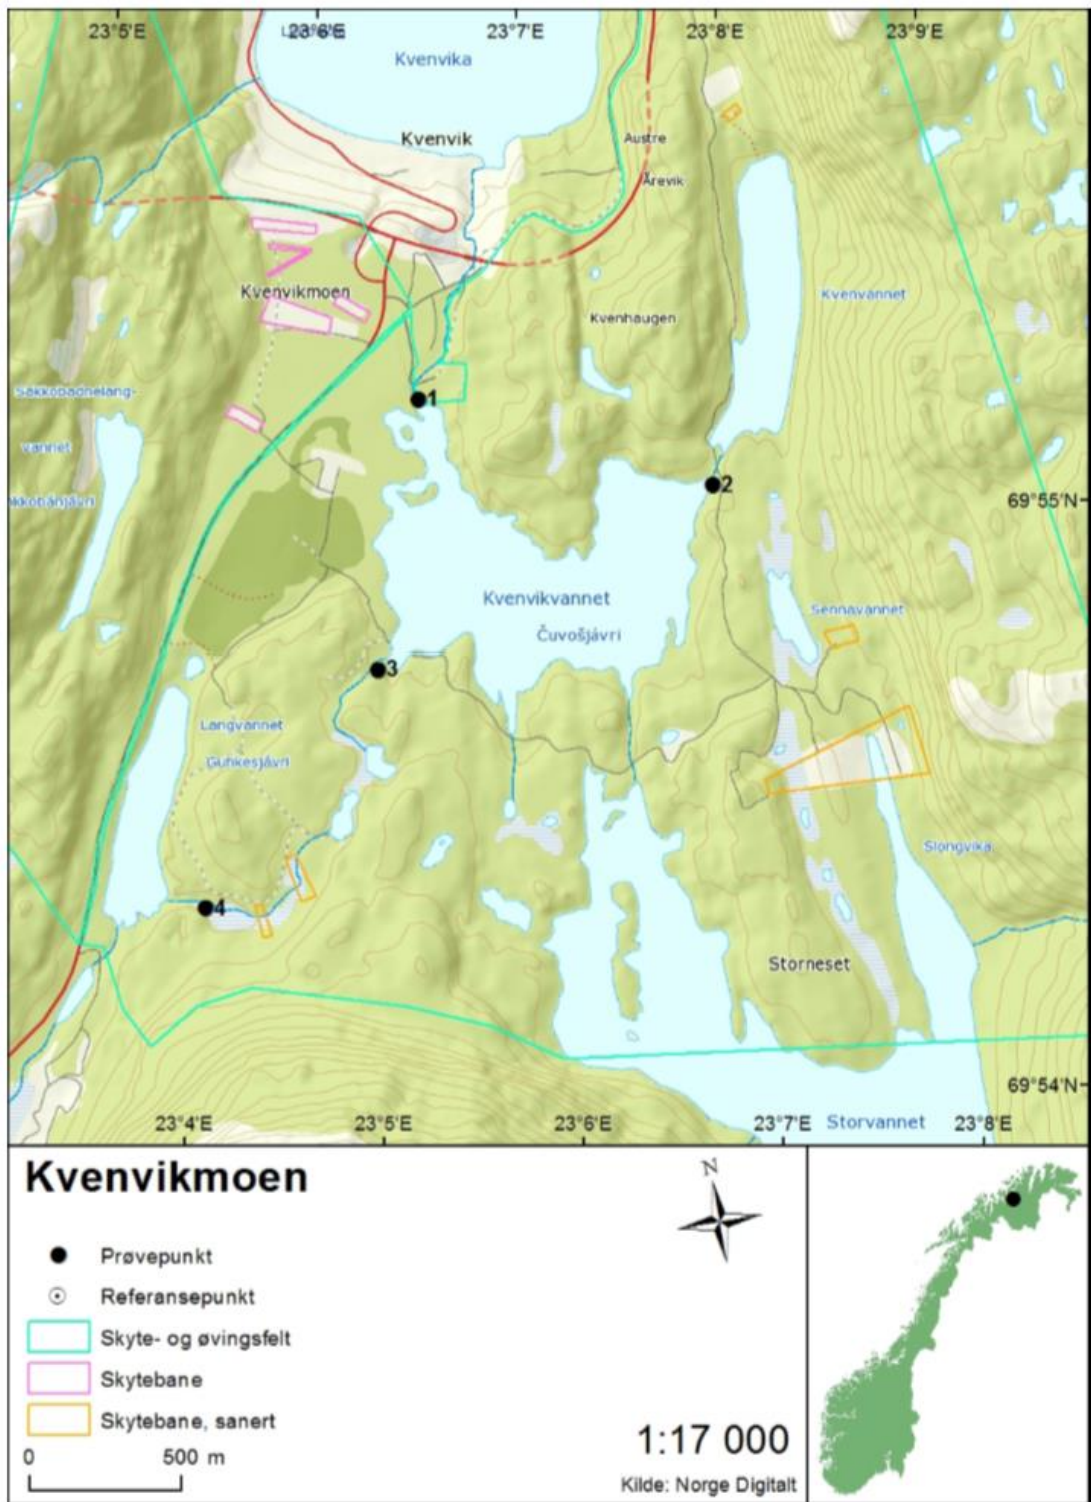 23°5'E
23°6'E
23°7'E
23°8'E
23°9'E
Kvenvika
Kvenvik
Austre
Årevik
Kvenvikmoen
Kvenvannet
Kvenhaugen
vannet
1
2
69°55'N
Kvenvikvannet
Čuvošjávri
Sennavannet
3
Langvannet
Guhkesjávri
Slongvika
4
Storneset
69°54'N
23°4'E
23°5'E
23°6'E
23°7'E
23°8'E
Storvannet
Kvenvikmoen
N
Prøvepunkt
Referansepunkt
Skyte- og øvingsfelt
Skytebane
Skytebane, sanert
0 500 m
1:17 000
Kilde: Norge Digitalt